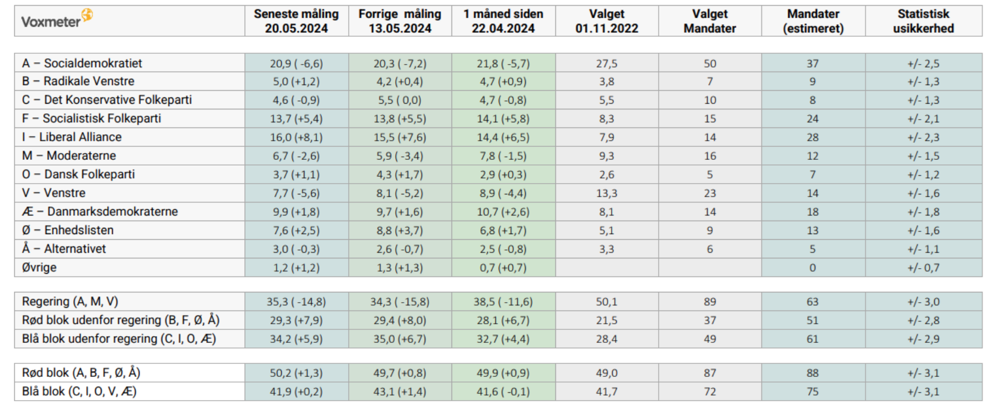 Voxmeter
Seneste måling 20.05.2024 Forrige måling 13.05.2024 1 måned siden 22.04.2024 Valget 01.11.2022 Valget Mandater Mandater (estimeret) Statistisk usikkerhed
A – Socialdemokratiet 20,9 ( -6,6) 20,3 ( -7,2) 21,8 ( -5,7) 27,5 50 37 +/- 2,5
B – Radikale Venstre 5,0 (+1,2) 4,2 (+0,4) 4,7 (+0,9) 3,8 7 9 +/- 1,3
C – Det Konservative Folkeparti 4,6 ( -0,9) 5,5 ( 0,0) 4,7 ( -0,8) 5,5 10 8 +/- 1,3
F – Socialistisk Folkeparti 13,7 (+5,4) 13,8 (+5,5) 14,1 (+5,8) 8,3 15 24 +/- 2,1
I – Liberal Alliance 16,0 (+8,1) 15,5 (+7,6) 14,4 (+6,5) 7,9 14 28 +/- 2,3
M – Moderaterne 6,7 ( -2,6) 5,9 ( -3,4) 7,8 ( -1,5) 9,3 16 12 +/- 1,5
O – Dansk Folkeparti 3,7 (+1,1) 4,3 (+1,7) 2,9 (+0,3) 2,6 5 7 +/- 1,2
V – Venstre 7,7 ( -5,6) 8,1 ( -5,2) 8,9 ( -4,4) 13,3 23 14 +/- 1,6
Æ – Danmarksdemokraterne 9,9 (+1,8) 9,7 (+1,6) 10,7 (+2,6) 8,1 14 18 +/- 1,8
Ø – Enhedslisten 7,6 (+2,5) 8,8 (+3,7) 6,8 (+1,7) 5,1 9 13 +/- 1,6
Å – Alternativet 3,0 ( -0,3) 2,6 ( -0,7) 2,5 ( -0,8) 3,3 6 5 +/- 1,1
Øvrige 1,2 (+1,2) 1,3 (+1,3) 0,7 (+0,7) 0 +/- 0,7
Regering (A, M, V) 35,3 ( -14,8) 34,3 ( -15,8) 38,5 ( -11,6) 50,1 89 63 +/- 3,0
Rød blok udenfor regering (B, F, Ø, Å) 29,3 (+7,9) 29,4 (+8,0) 28,1 (+6,7) 21,5 37 51 +/- 2,8
Blå blok udenfor regering (C, I, O, Æ) 34,2 (+5,9) 35,0 (+6,7) 32,7 (+4,4) 28,4 49 61 +/- 2,9
Rød blok (A, B, F, Ø, Å) 50,2 (+1,3) 49,7 (+0,8) 49,9 (+0,9) 49,0 87 88 +/- 3,1
Blå blok (C, I, O, V, Æ) 41,9 (+0,2) 43,1 (+1,4) 41,6 ( -0,1) 41,7 72 75 +/- 3,1